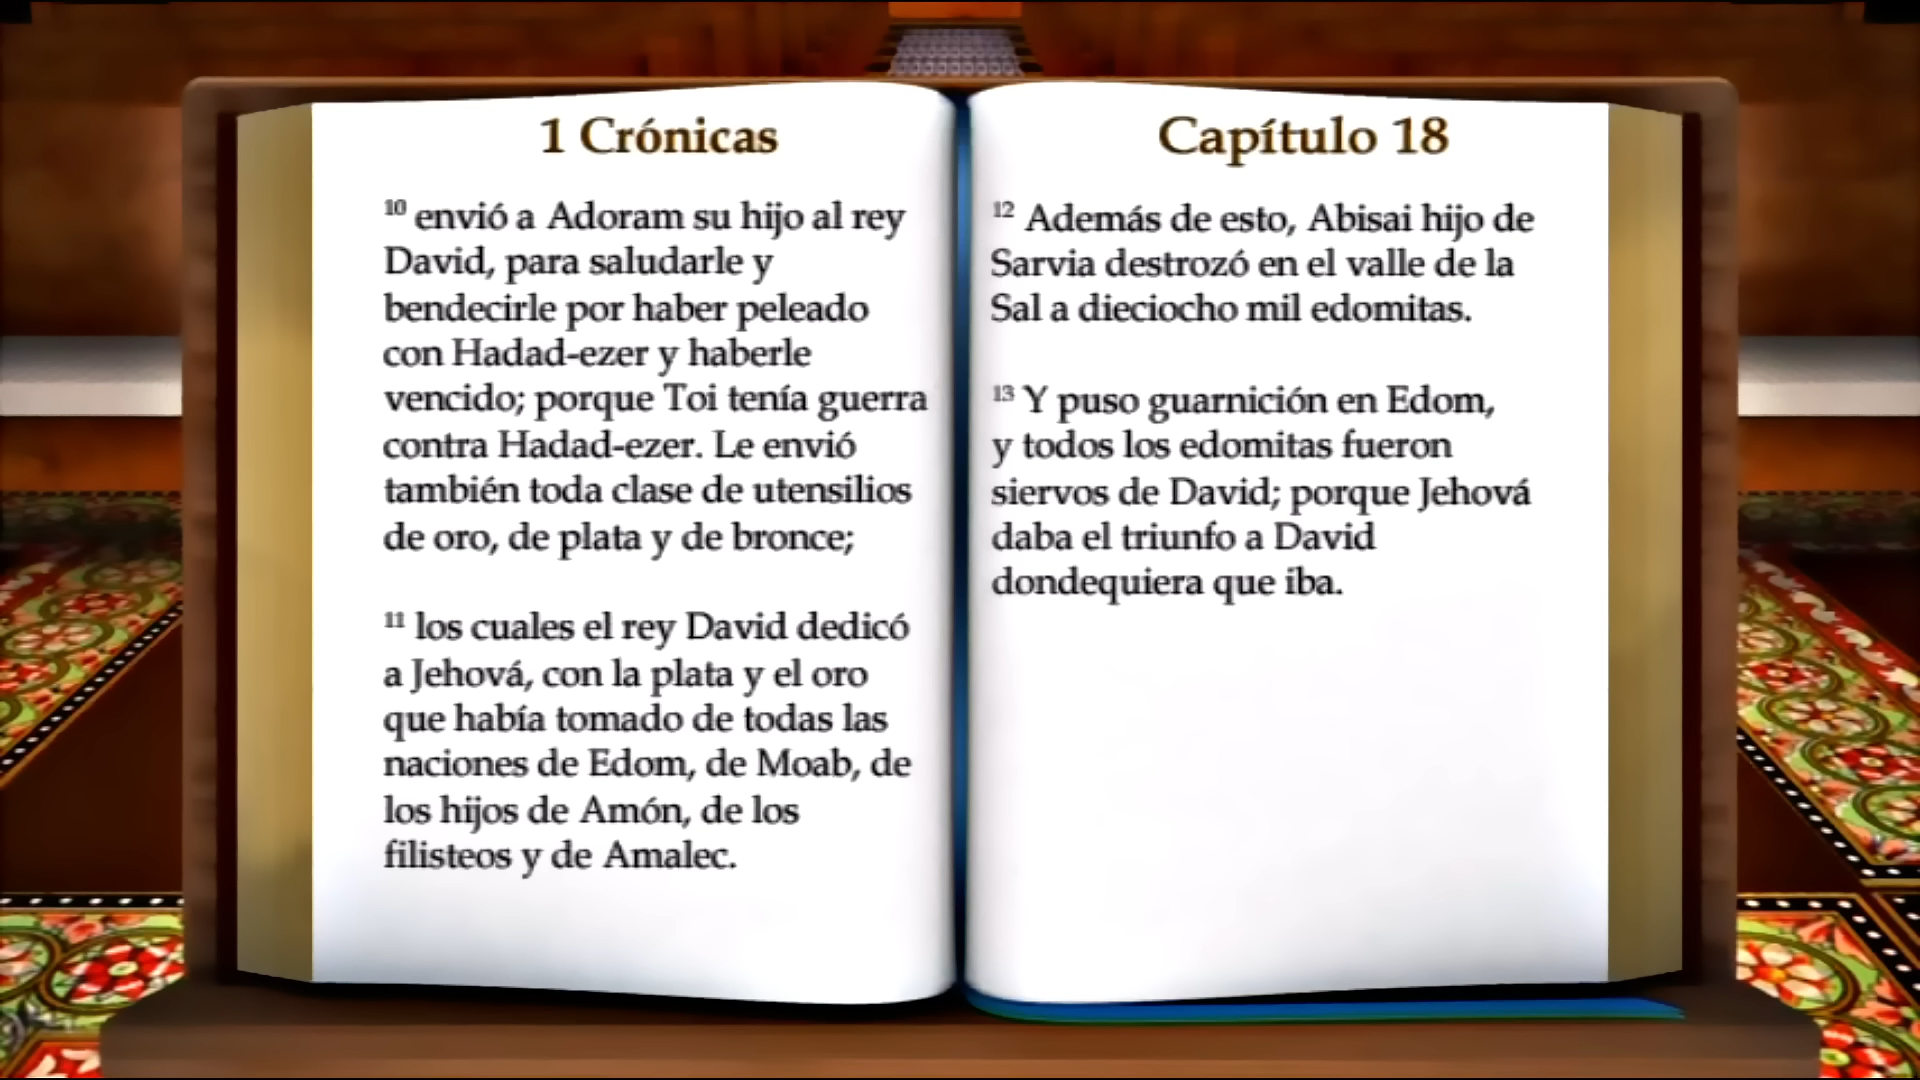 1 Crónicas
10 envió a Adoram su hijo al rey
David, para saludarle y
bendecirle por haber peleado
con Hadad-ezer y haberle
vencido; porque Toi tenía guerra
contra Hadad-ezer. Le envió
también toda clase de utensilios
de oro, de plata y de bronce;
11 los cuales el rey David dedicó
a Jehová, con la plata y el oro
que había tomado de todas las
naciones de Edom, de Moab, de
los hijos de Amón, de los
filisteos y de Amalec.
Capítulo 18
12 Además de esto, Abisai hijo de
Sarvia destrozó en el valle de la
Sal a dieciocho mil edomitas.
13 Y puso guarnición en Edom,
y todos los edomitas fueron
siervos de David; porque Jehová
daba el triunfo a David
dondequiera que iba.